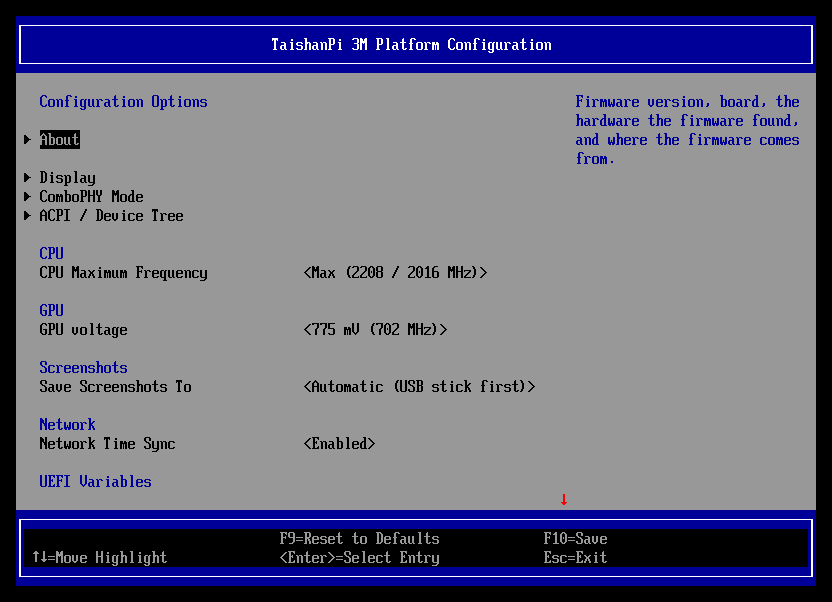 TaishanPi 3M Platform Configuration
Configuration Options
Firmware version, board, the
hardware the firmware found,
and where the firmware comes
from.
About
Display
ComboPHY Mode
ACPI / Device Tree
CPU
CPU Maximum Frequency <Max (2208 / 2016 MHz)>
GPU
GPU voltage <775 mV (702 MHz)>
Screenshots
Save Screenshots To <Automatic (USB stick first)>
Network
Network Time Sync <Enabled>
UEFI Variables
↓
F9=Reset to Defaults F10=Save
↑↓=Move Highlight <Enter>=Select Entry Esc=Exit